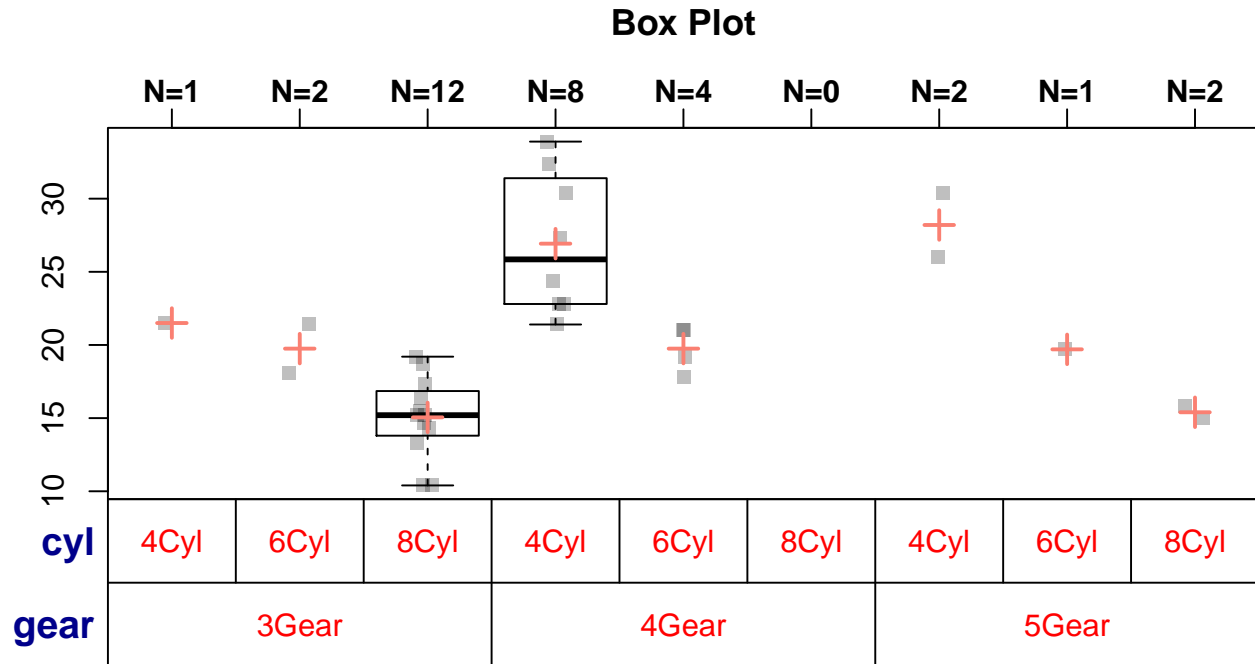 Box Plot
N=1 N=2 N=12 N=8 N=4 N=0 N=2 N=1 N=2
30
25
20
15
10
cyl 4Cyl 6Cyl 8Cyl 4Cyl 6Cyl 8Cyl 4Cyl 6Cyl 8Cyl
gear 3Gear 4Gear 5Gear